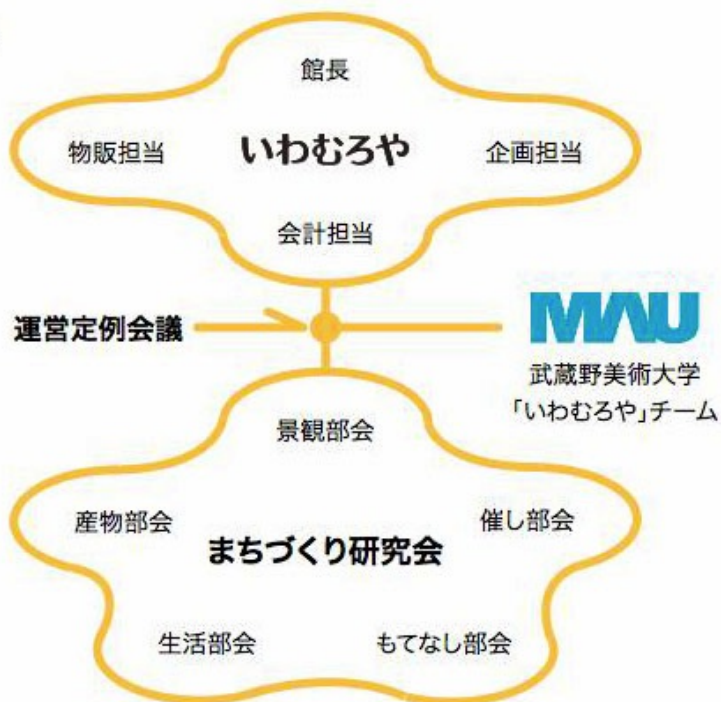 館長
物販担当
いわむろや
企画担当
会計担当
運営定例会議
MAU
武蔵野美術大学
「いわむろや」チーム
景観部会
産物部会
催し部会
まちづくり研究会
生活部会
もてなし部会